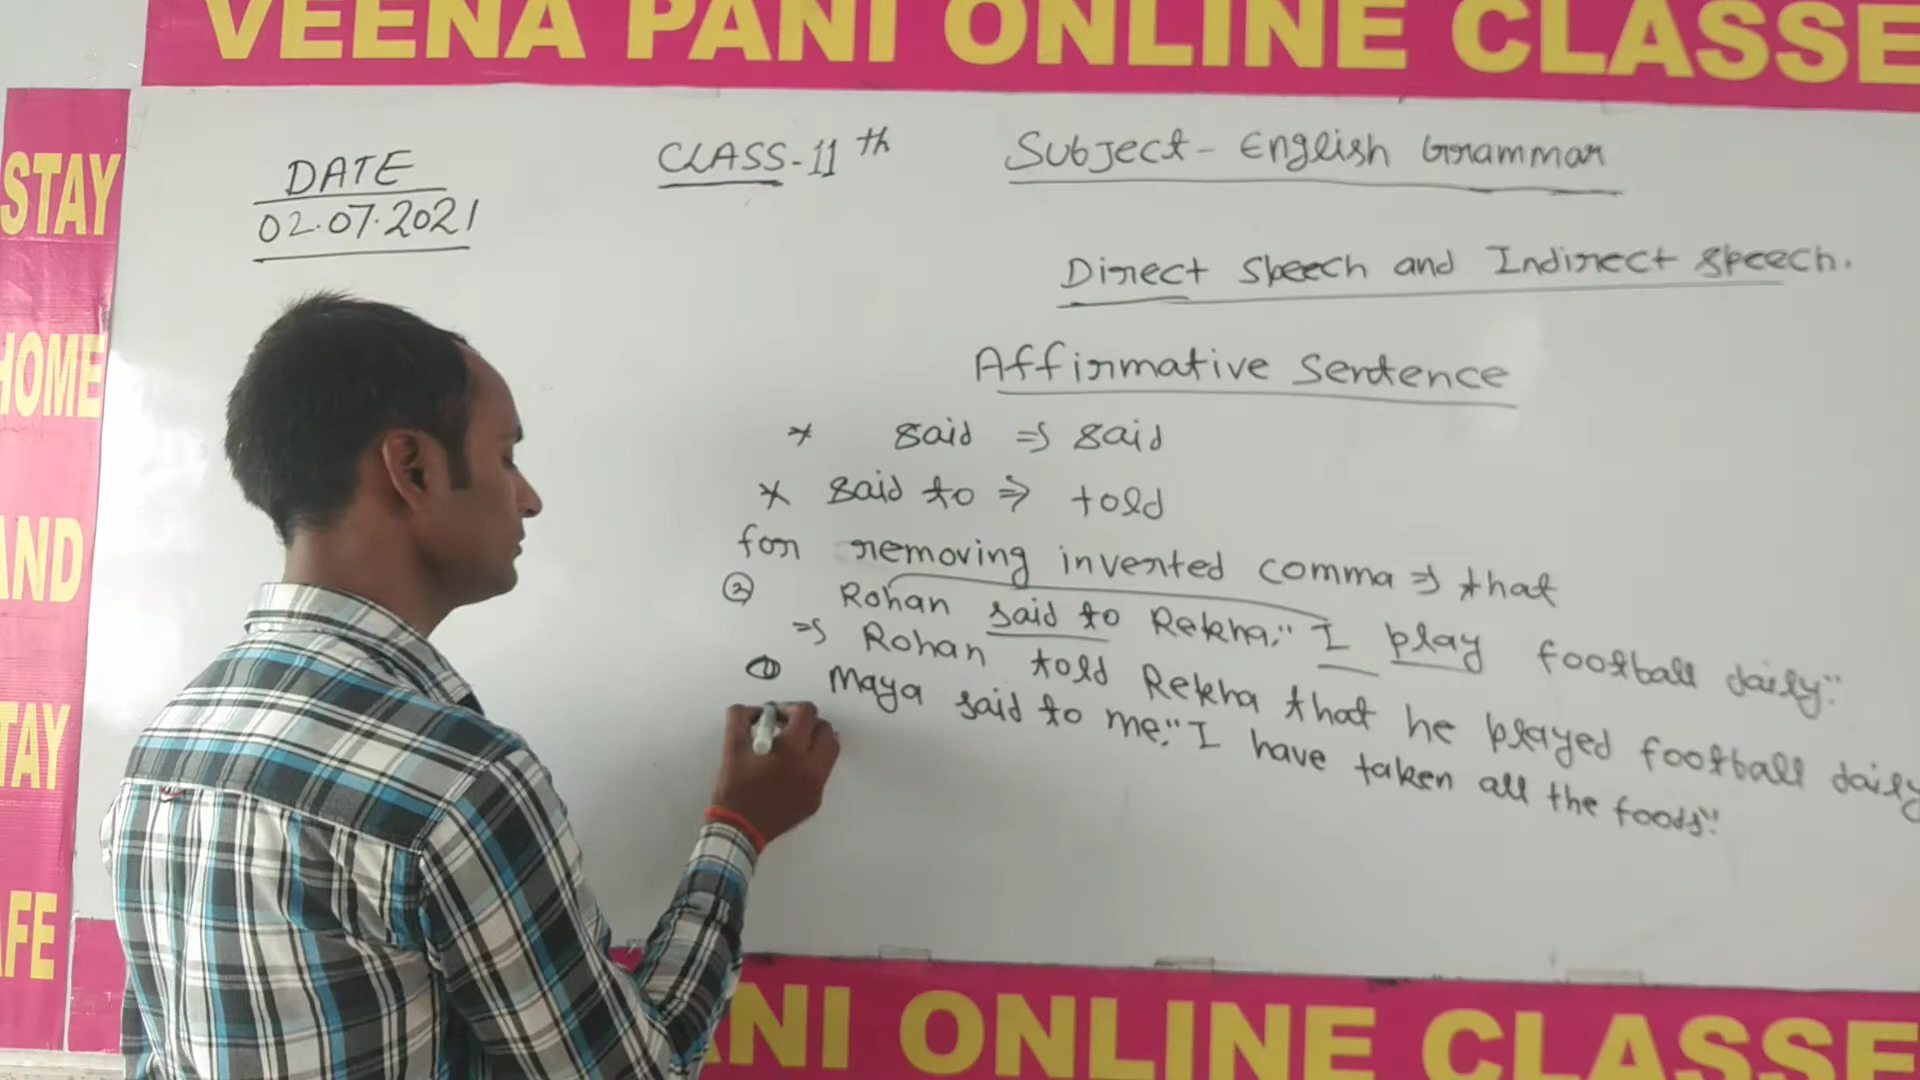 VEENA PANI ONLINE CLASSE
STAY
HOME
AND
STAY
AFE
DATE
02.07.2021
CLASS-11th
Subject - English Grammar
Direct Speech and Indirect Speech.
Affirmative Sentence
* said ⇒ said
* said to ⇒ told
for removing inverted comma ⇒ that
② Rohan said to Rekha," I play football daily."
⇒ Rohan told Rekha that he played football daily
① Maya said to me," I have taken all the foods."
ANI ONLINE CLASSE